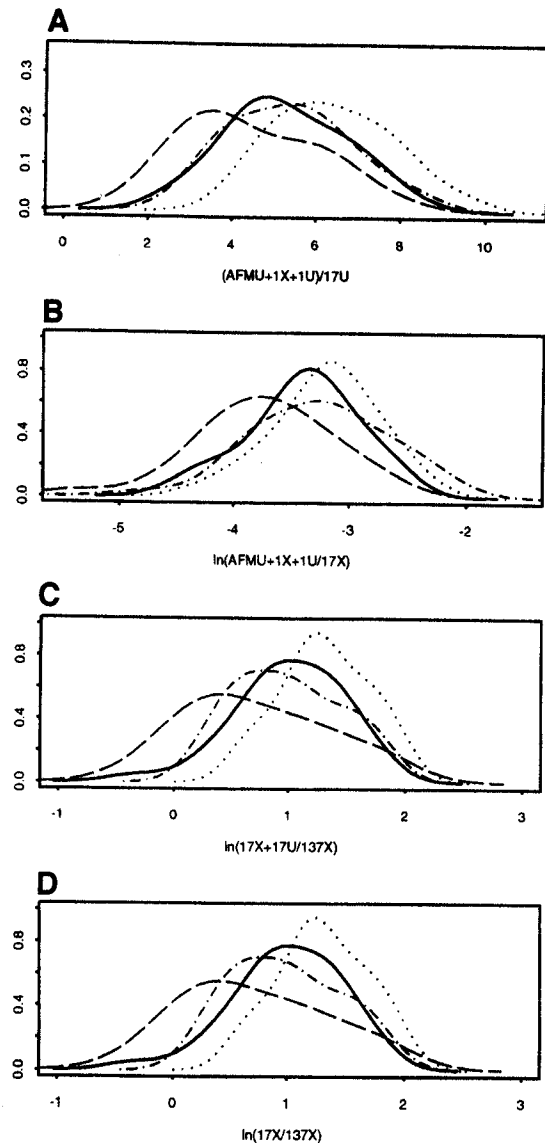 A
0.3
0.2
0.1
0.0
0 2 4 6 8 10
(AFMU+1X+1U)/17U
B
0.8
0.4
0.0
-5 -4 -3 -2
ln(AFMU+1X+1U/17X)
C
0.8
0.4
0.0
-1 0 1 2 3
ln(17X+17U/137X)
D
0.8
0.4
0.0
-1 0 1 2 3
ln(17X/137X)